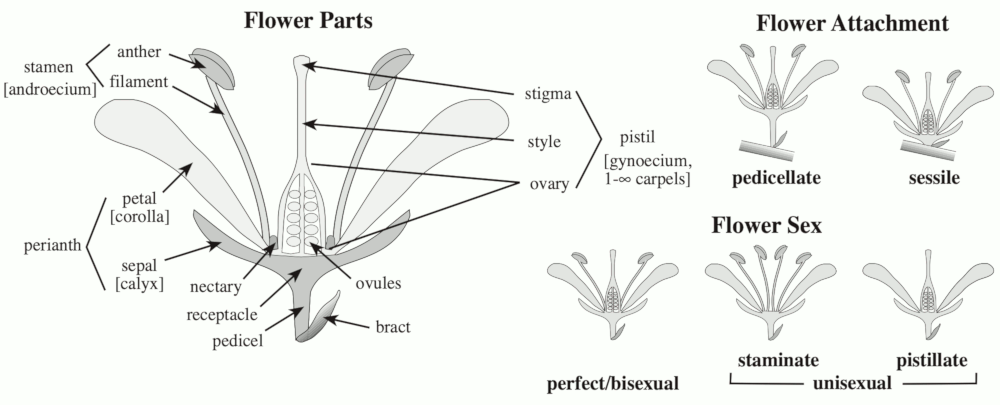 Flower Parts
stamen
[androecium]
anther
filament
petal
[corolla]
perianth
sepal
[calyx]
nectary
receptacle
pedicel
ovules
bract
stigma
style
ovary
pistil
[gynoecium,
1-∞ carpels]
Flower Attachment
pedicellate
sessile
Flower Sex
perfect/bisexual
staminate
pistillate
unisexual